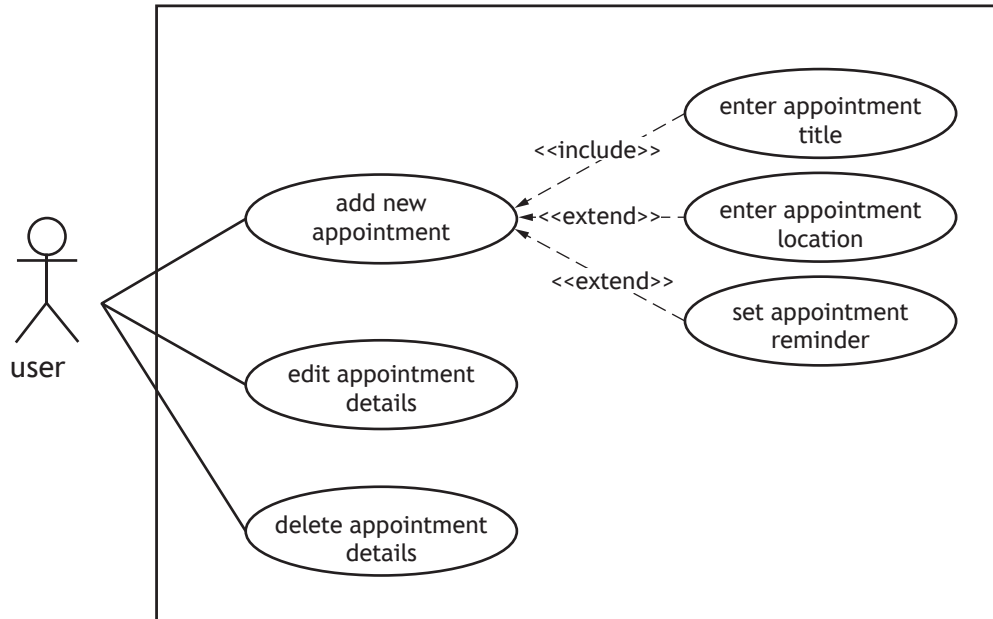 enter appointment
title
<<include>>
add new
appointment
<<extend>>
enter appointment
location
<<extend>>
set appointment
reminder
user
edit appointment
details
delete appointment
details